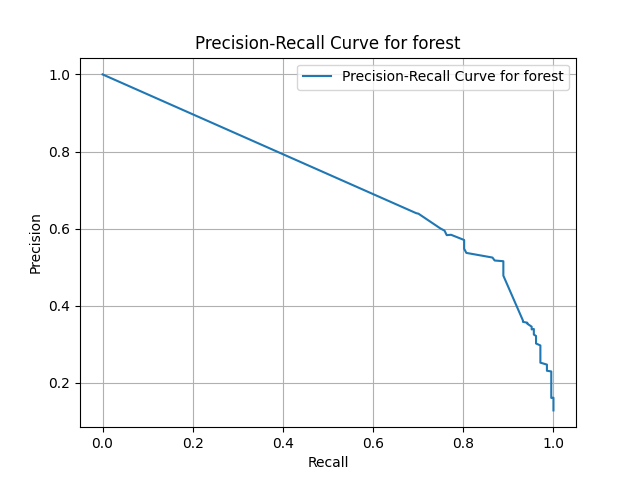 Precision-Recall Curve for forest
Precision-Recall Curve for forest
1.0
0.8
0.6
0.4
0.2
Precision
0.0 0.2 0.4 0.6 0.8 1.0
Recall